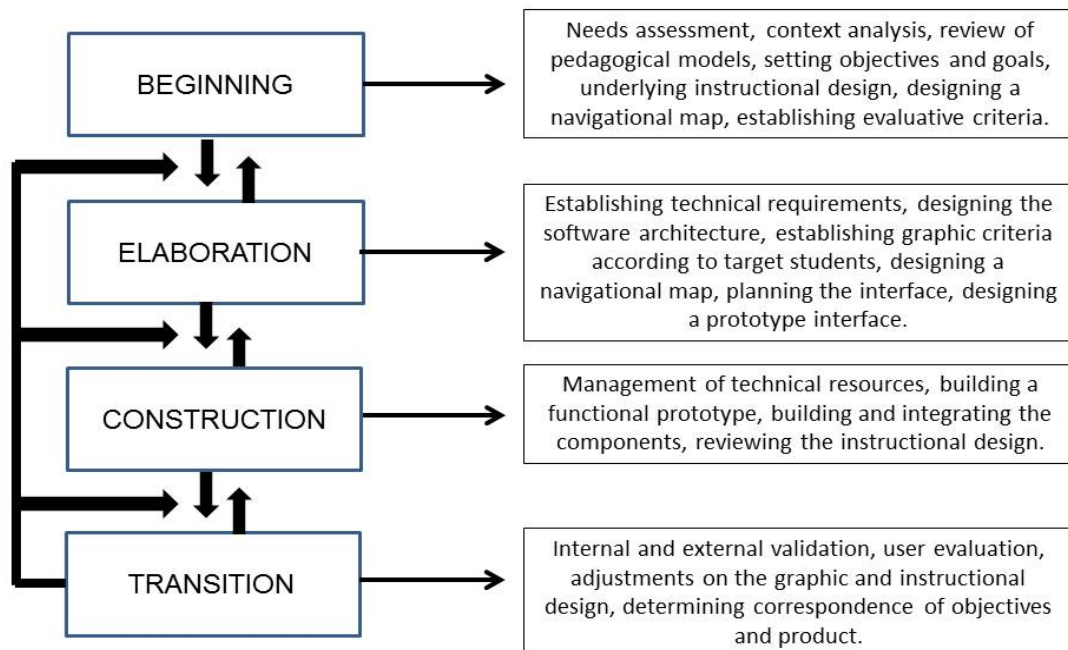 BEGINNING
Needs assessment, context analysis, review of
pedagogical models, setting objectives and goals,
underlying instructional design, designing a
navigational map, establishing evaluative criteria.
ELABORATION
Establishing technical requirements, designing the
software architecture, establishing graphic criteria
according to target students, designing a
navigational map, planning the interface, designing
a prototype interface.
CONSTRUCTION
Management of technical resources, building a
functional prototype, building and integrating the
components, reviewing the instructional design.
TRANSITION
Internal and external validation, user evaluation,
adjustments on the graphic and instructional
design, determining correspondence of objectives
and product.